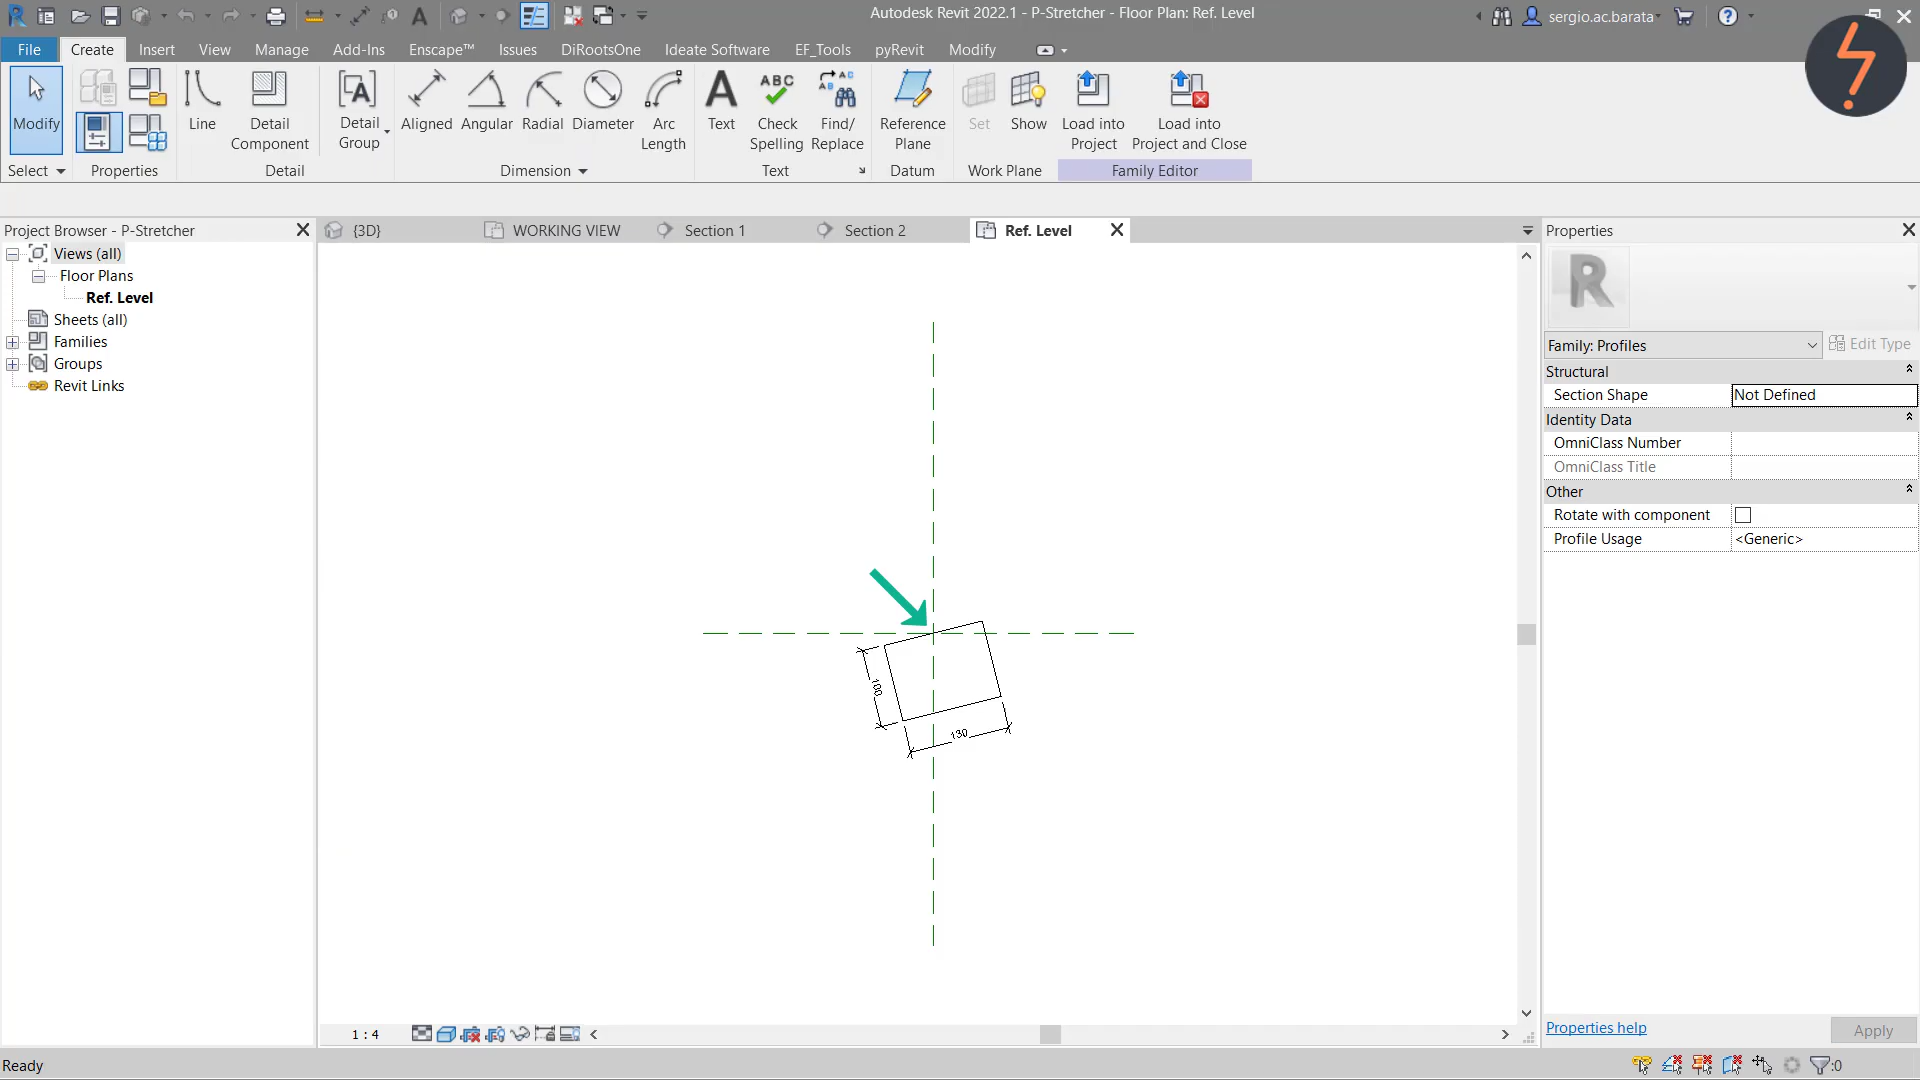 Autodesk Revit 2022.1 - P-Stretcher - Floor Plan: Ref. Level
sergio.ac.barata
File Create Insert View Manage Add-Ins Enscape™ Issues DiRootsOne Ideate Software EF_Tools pyRevit Modify
Modify
Line
Detail Component
Detail Group
Aligned
Angular
Radial
Diameter
Arc Length
Text
Check Spelling
Find/ Replace
Reference Plane
Set
Show
Load into Project
Load into Project and Close
Select Properties Detail Dimension Text Datum Work Plane Family Editor
Project Browser - P-Stretcher
Views (all)
Floor Plans
Ref. Level
Sheets (all)
Families
Groups
Revit Links
{3D} WORKING VIEW Section 1 Section 2 Ref. Level
100
130
Properties
Family: Profiles
Edit Type
Structural
Section Shape Not Defined
Identity Data
OmniClass Number
OmniClass Title
Other
Rotate with component
Profile Usage <Generic>
Properties help
Apply
1 : 4
Ready
:0